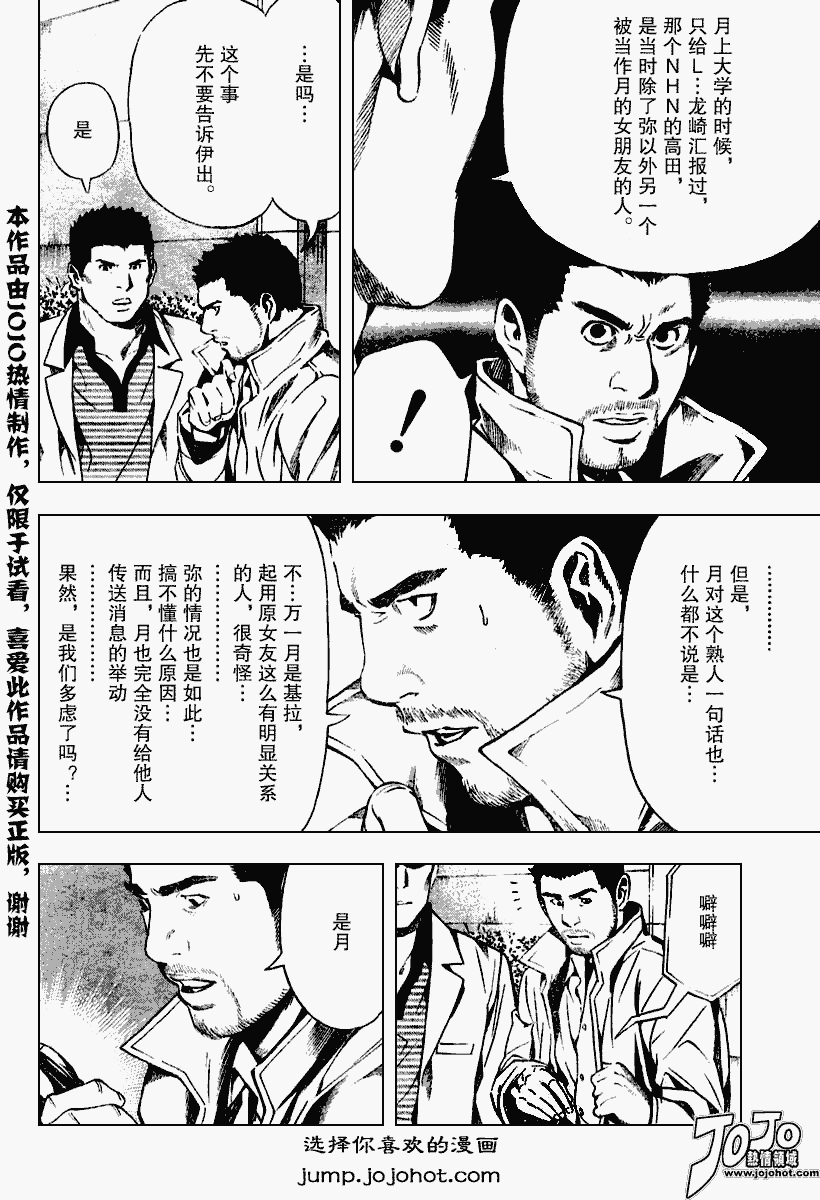 月上大学的时候，
只给L…龙崎汇报过，
那个NHN的高田，
是当时除了弥以外另一个
被当作月的女朋友的人。
！
…是吗…
这个事
先不要告诉伊出。
是
…………
但是，
月对这个熟人一句话也…
什么都不说是…
不…万一月是基拉，
起用原女友这么有明显关系
的人，很奇怪…
…………
弥的情况也是如此…
搞不懂什么原因…
而且，月也完全没有给他人
传送消息的举动
…………
果然，是我们多虑了吗？…
噼噼噼
是月
本作品由JOJO热情制作，仅限于试看，喜爱此作品请购买正版，谢谢
选择你喜欢的漫画
jump.jojohot.com
JOJO
熱情領域
www.jojohot.com